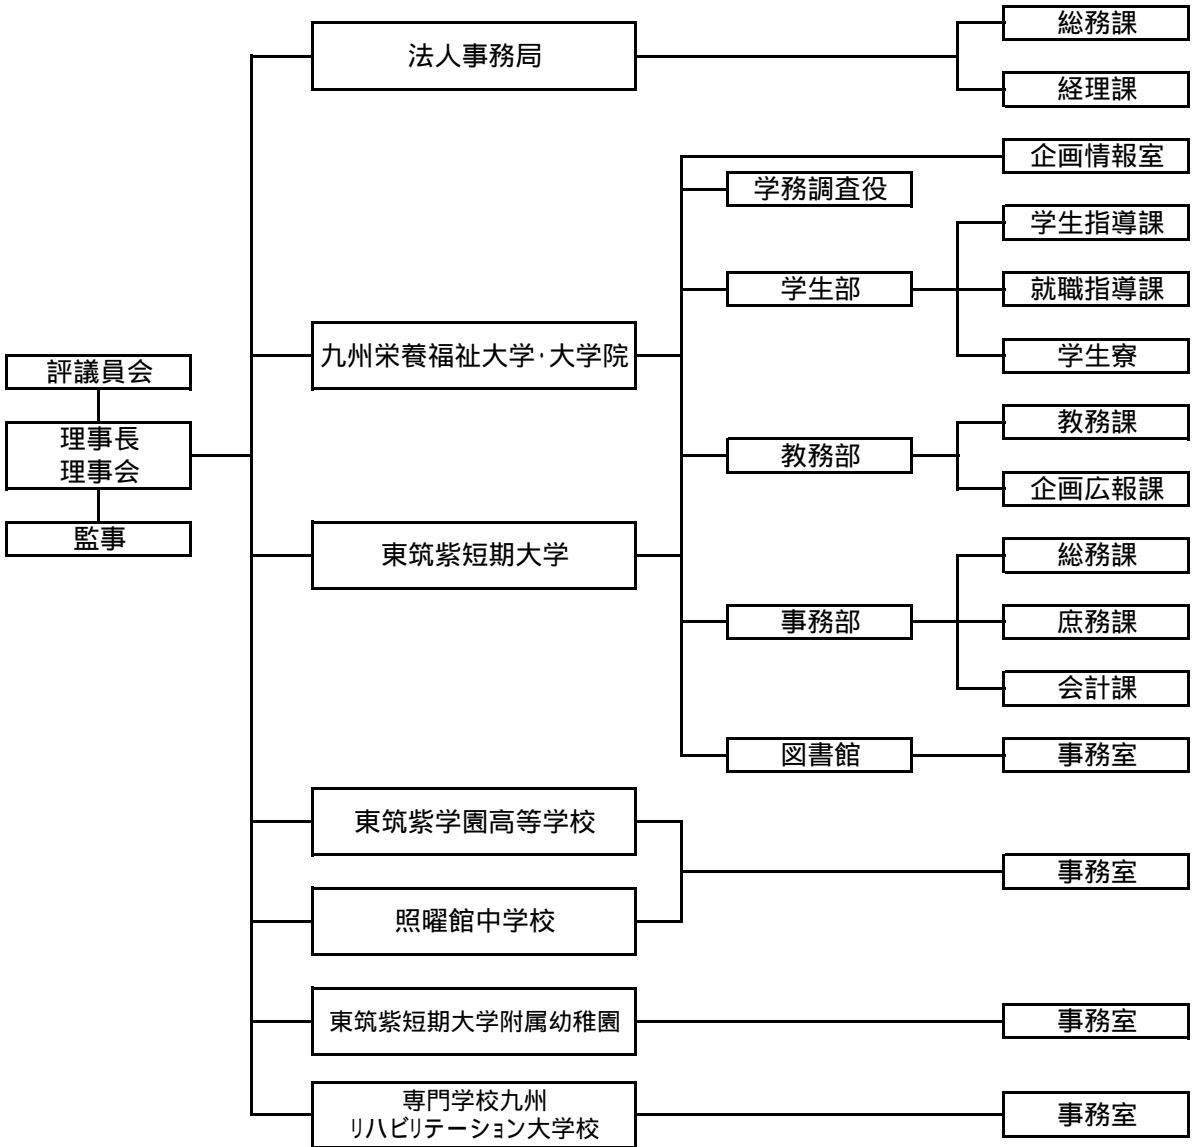 評議員会
理事長
理事会
監事
法人事務局
総務課
経理課
九州栄養福祉大学・大学院
東筑紫短期大学
企画情報室
学務調査役
学生部
学生指導課
就職指導課
学生寮
教務部
教務課
企画広報課
事務部
総務課
庶務課
会計課
図書館
事務室
東筑紫学園高等学校
照曜館中学校
事務室
東筑紫短期大学附属幼稚園
事務室
専門学校九州
リハビリテーション大学校
事務室